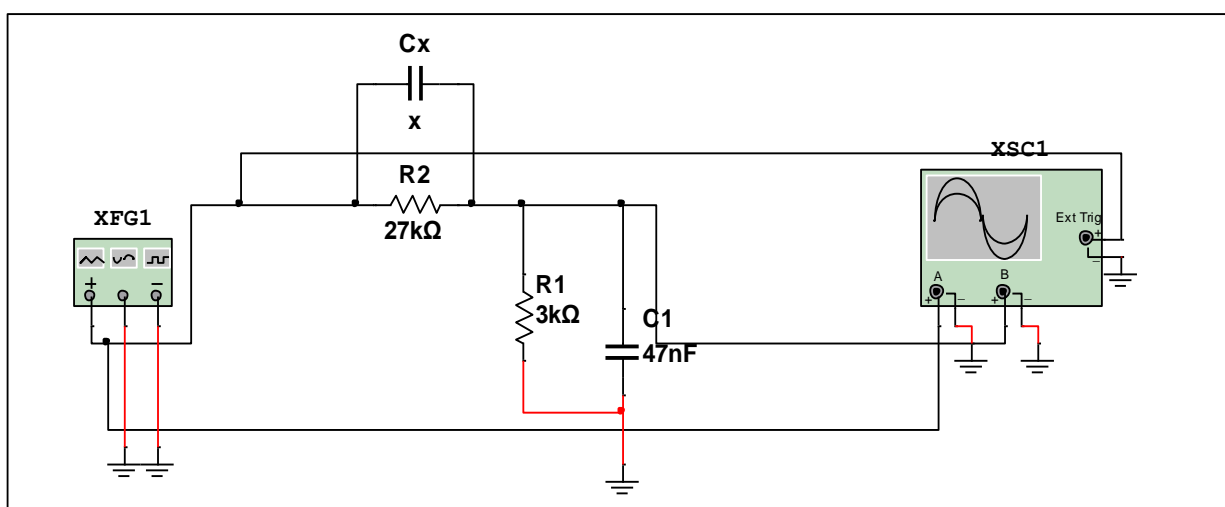 Cx
x
R2
27kΩ
XFG1
+
−
R1
3kΩ
C1
47nF
XSC1
Ext Trig
+
−
A
B
+
−
+
−